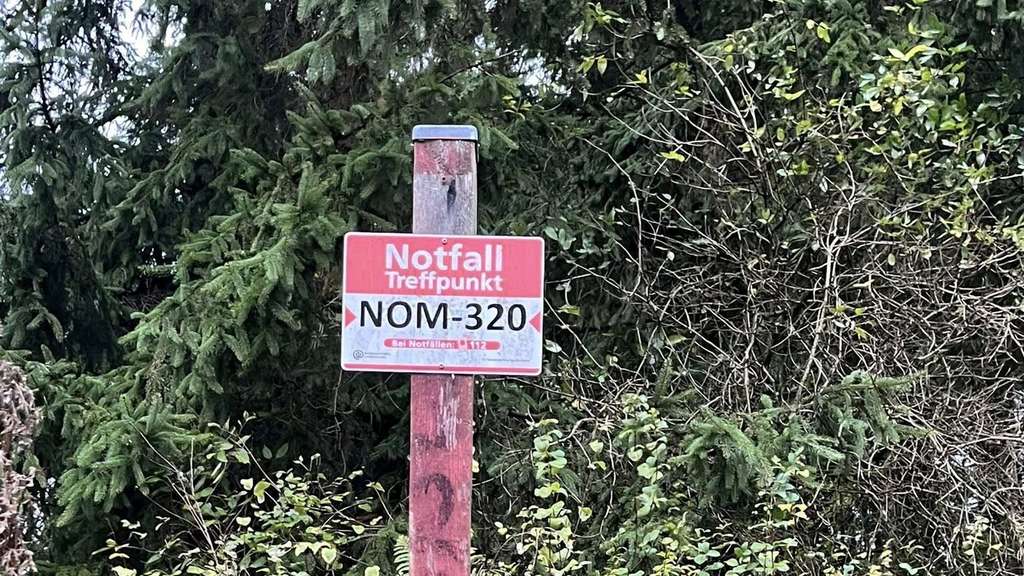 Notfall
Treffpunkt
NOM-320
Bei Notfällen: 112